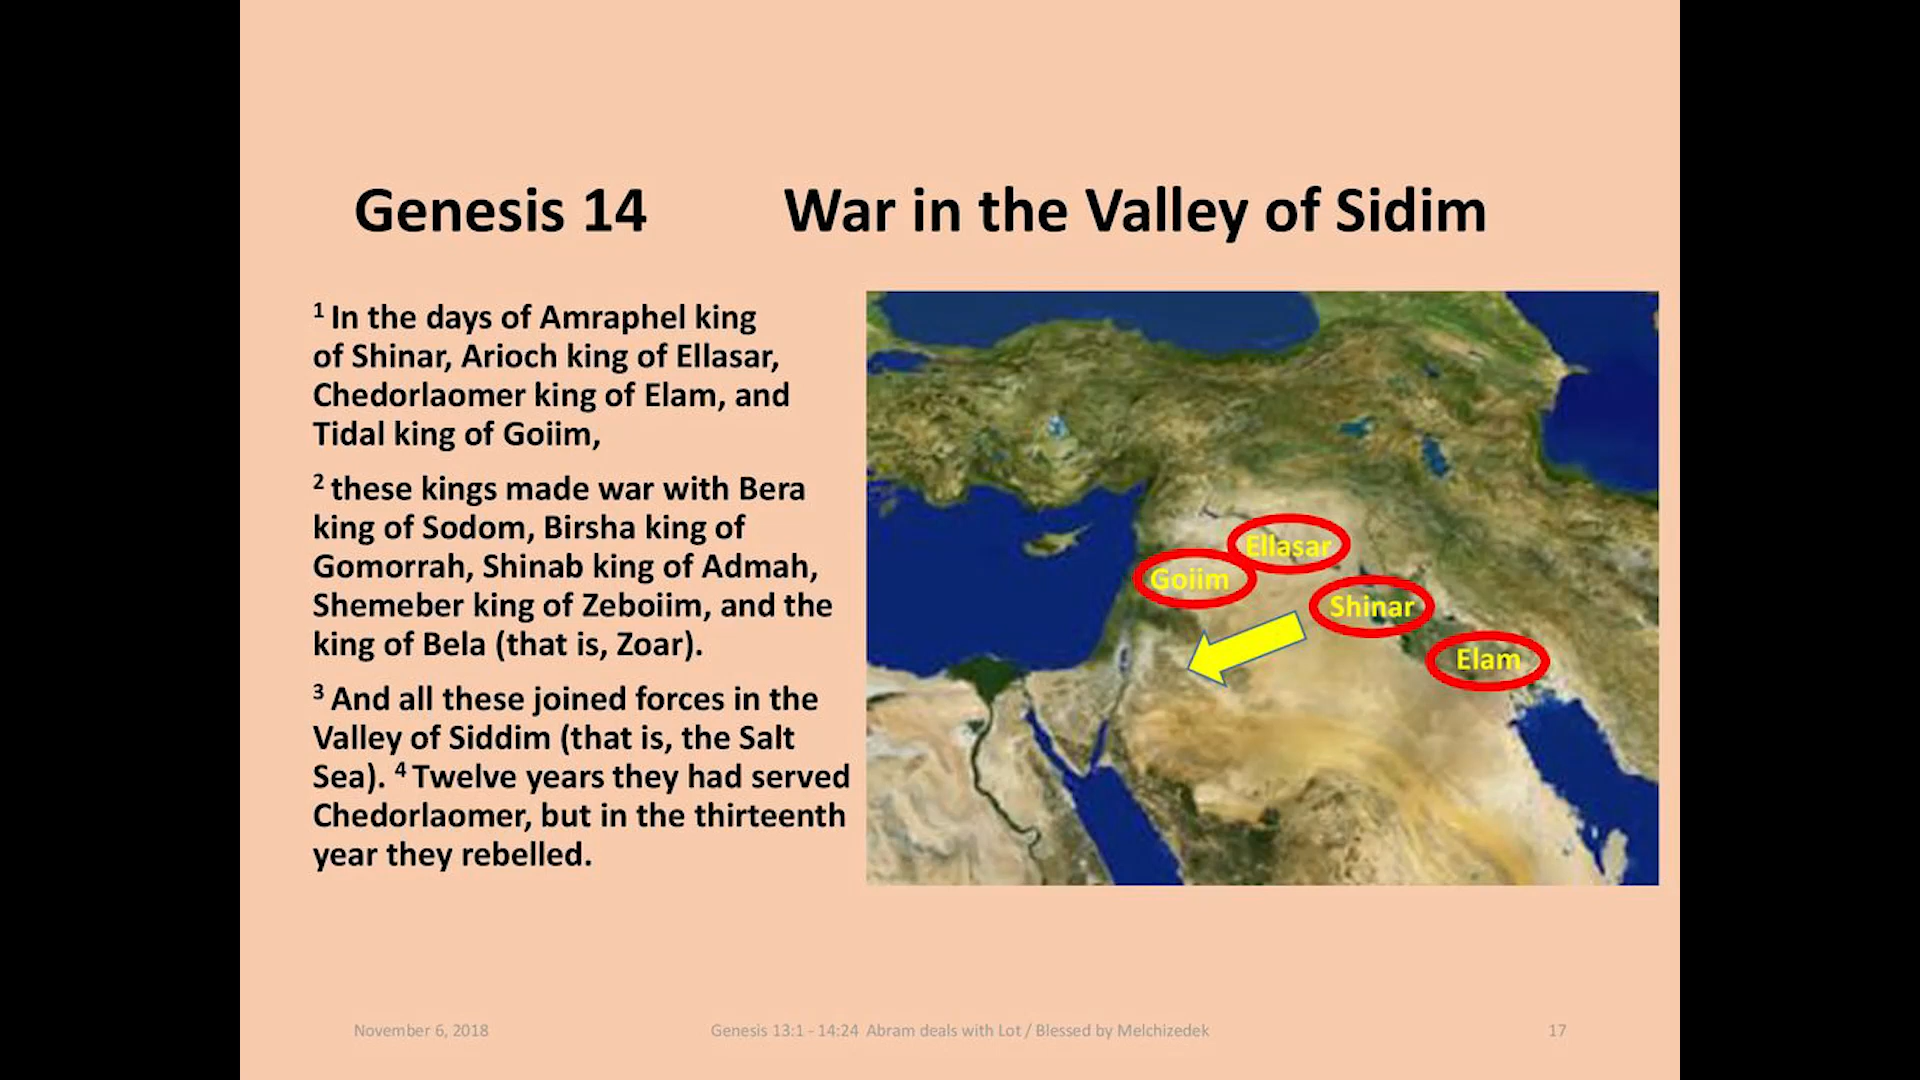 Genesis 14 War in the Valley of Sidim
1 In the days of Amraphel king
of Shinar, Arioch king of Ellasar,
Chedorlaomer king of Elam, and
Tidal king of Goiim,
2 these kings made war with Bera
king of Sodom, Birsha king of
Gomorrah, Shinab king of Admah,
Shemeber king of Zeboiim, and the
king of Bela (that is, Zoar).
3 And all these joined forces in the
Valley of Siddim (that is, the Salt
Sea). 4 Twelve years they had served
Chedorlaomer, but in the thirteenth
year they rebelled.
Ellasar
Goiim
Shinar
Elam
November 6, 2018
Genesis 13:1 - 14:24 Abram deals with Lot / Blessed by Melchizedek
17